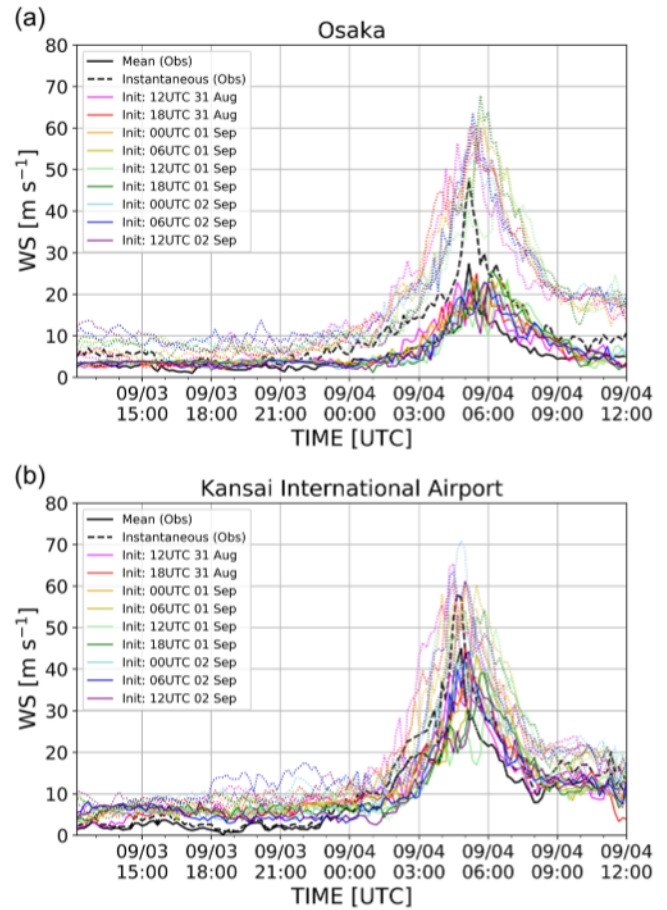 (a)
Osaka
80
70
60
50
40
30
20
10
0
WS [m s⁻¹]
Mean (Obs)
Instantaneous (Obs)
Init: 12UTC 31 Aug
Init: 18UTC 31 Aug
Init: 00UTC 01 Sep
Init: 06UTC 01 Sep
Init: 12UTC 01 Sep
Init: 18UTC 01 Sep
Init: 00UTC 02 Sep
Init: 06UTC 02 Sep
Init: 12UTC 02 Sep
09/03 09/03 09/03 09/04 09/04 09/04 09/04 09/04
15:00 18:00 21:00 00:00 03:00 06:00 09:00 12:00
TIME [UTC]
(b)
Kansai International Airport
80
70
60
50
40
30
20
10
0
WS [m s⁻¹]
Mean (Obs)
Instantaneous (Obs)
Init: 12UTC 31 Aug
Init: 18UTC 31 Aug
Init: 00UTC 01 Sep
Init: 06UTC 01 Sep
Init: 12UTC 01 Sep
Init: 18UTC 01 Sep
Init: 00UTC 02 Sep
Init: 06UTC 02 Sep
Init: 12UTC 02 Sep
09/03 09/03 09/03 09/04 09/04 09/04 09/04 09/04
15:00 18:00 21:00 00:00 03:00 06:00 09:00 12:00
TIME [UTC]